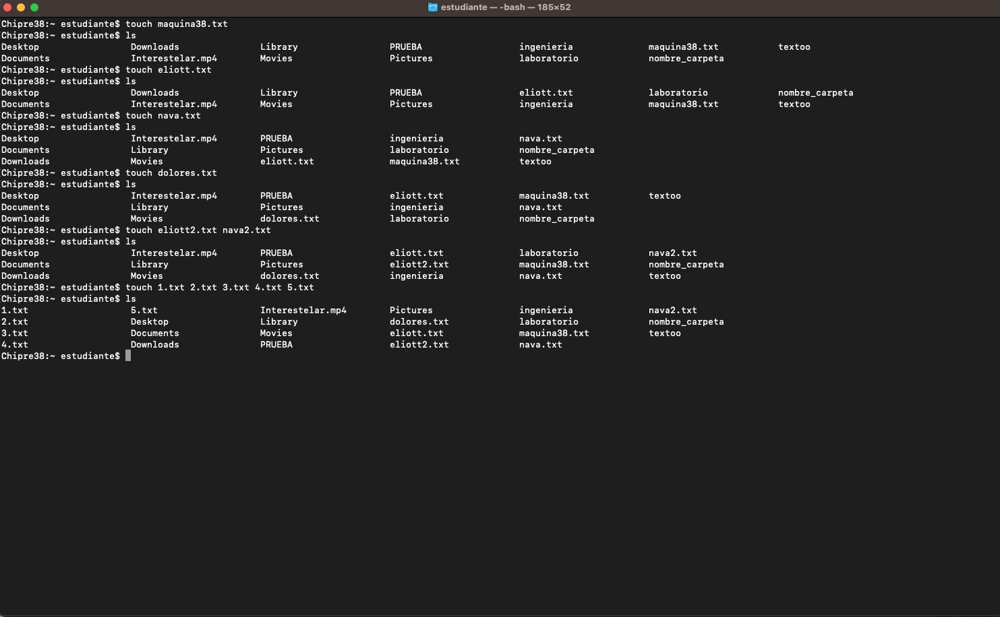 estudiante — -bash — 185×52
[Chipre38:~ estudiante$ touch maquina38.txt
[Chipre38:~ estudiante$ ls
Desktop Downloads Library PRUEBA ingenieria maquina38.txt textoo
Documents Interestelar.mp4 Movies Pictures laboratorio nombre_carpeta
[Chipre38:~ estudiante$ touch eliott.txt
[Chipre38:~ estudiante$ ls
Desktop Downloads Library PRUEBA eliott.txt laboratorio nombre_carpeta
Documents Interestelar.mp4 Movies Pictures ingenieria maquina38.txt textoo
[Chipre38:~ estudiante$ touch nava.txt
[Chipre38:~ estudiante$ ls
Desktop Interestelar.mp4 PRUEBA ingenieria nava.txt
Documents Library Pictures laboratorio nombre_carpeta
Downloads Movies eliott.txt maquina38.txt textoo
[Chipre38:~ estudiante$ touch dolores.txt
[Chipre38:~ estudiante$ ls
Desktop Interestelar.mp4 PRUEBA eliott.txt maquina38.txt textoo
Documents Library Pictures ingenieria nava.txt
Downloads Movies dolores.txt laboratorio nombre_carpeta
[Chipre38:~ estudiante$ touch eliott2.txt nava2.txt
[Chipre38:~ estudiante$ ls
Desktop Interestelar.mp4 PRUEBA eliott.txt laboratorio nava2.txt
Documents Library Pictures eliott2.txt maquina38.txt nombre_carpeta
Downloads Movies dolores.txt ingenieria nava.txt textoo
[Chipre38:~ estudiante$ touch 1.txt 2.txt 3.txt 4.txt 5.txt
[Chipre38:~ estudiante$ ls
1.txt 5.txt Interestelar.mp4 Pictures ingenieria nava2.txt
2.txt Desktop Library dolores.txt laboratorio nombre_carpeta
3.txt Documents Movies eliott.txt maquina38.txt textoo
4.txt Downloads PRUEBA eliott2.txt nava.txt
Chipre38:~ estudiante$